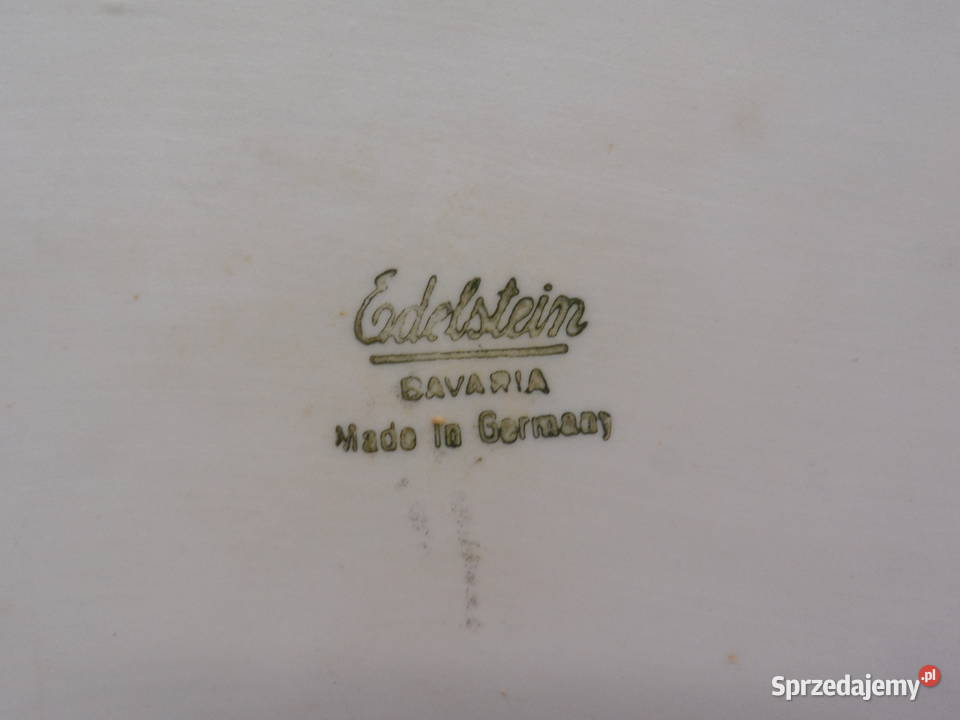 Edelstein
BAVARIA
Made in Germany
Sprzedajemy.pl